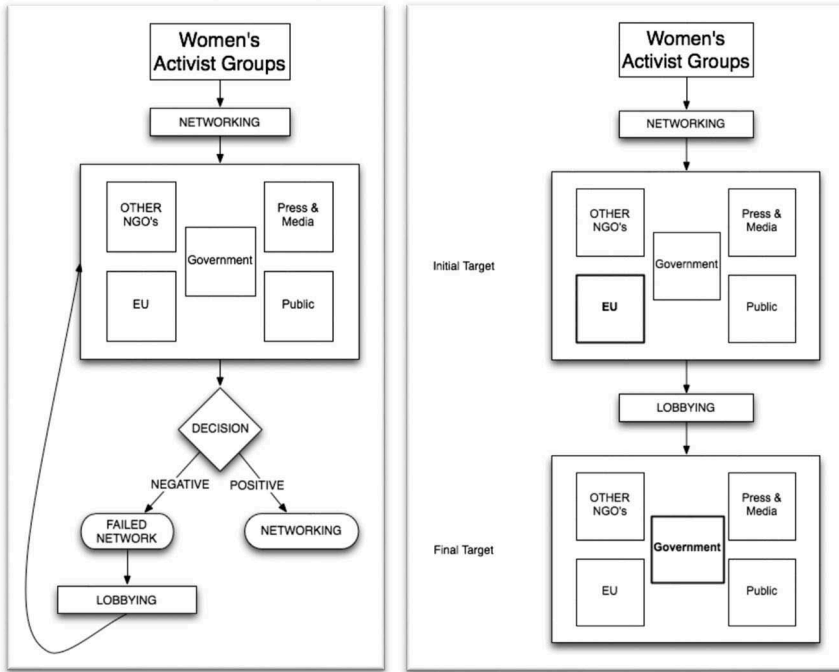 Women's
Activist Groups
NETWORKING
OTHER
NGO's
Press &
Media
Government
EU
Public
DECISION
NEGATIVE
POSITIVE
FAILED
NETWORK
NETWORKING
LOBBYING
Women's
Activist Groups
NETWORKING
Initial Target
OTHER
NGO's
Press &
Media
Government
EU
Public
LOBBYING
Final Target
OTHER
NGO's
Press &
Media
Government
EU
Public